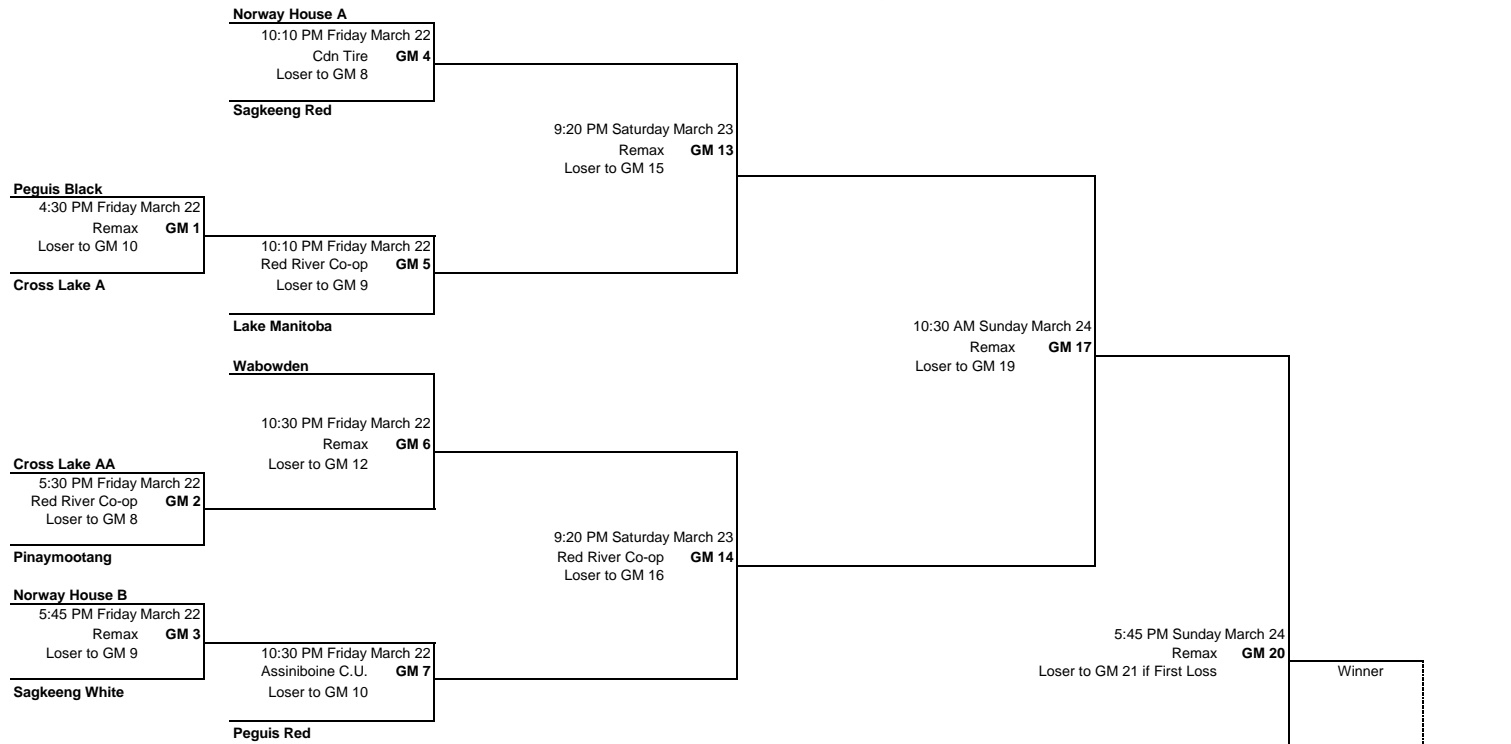 Norway House A
10:10 PM Friday March 22
Cdn Tire GM 4
Loser to GM 8
Sagkeeng Red
9:20 PM Saturday March 23
Remax GM 13
Loser to GM 15
Peguis Black
4:30 PM Friday March 22
Remax GM 1
Loser to GM 10
Cross Lake A
10:10 PM Friday March 22
Red River Co-op GM 5
Loser to GM 9
Lake Manitoba
10:30 AM Sunday March 24
Remax GM 17
Loser to GM 19
Wabowden
10:30 PM Friday March 22
Remax GM 6
Loser to GM 12
Cross Lake AA
5:30 PM Friday March 22
Red River Co-op GM 2
Loser to GM 8
Pinaymootang
9:20 PM Saturday March 23
Red River Co-op GM 14
Loser to GM 16
Norway House B
5:45 PM Friday March 22
Remax GM 3
Loser to GM 9
Sagkeeng White
10:30 PM Friday March 22
Assiniboine C.U. GM 7
Loser to GM 10
Peguis Red
5:45 PM Sunday March 24
Remax GM 20
Loser to GM 21 if First Loss
Winner